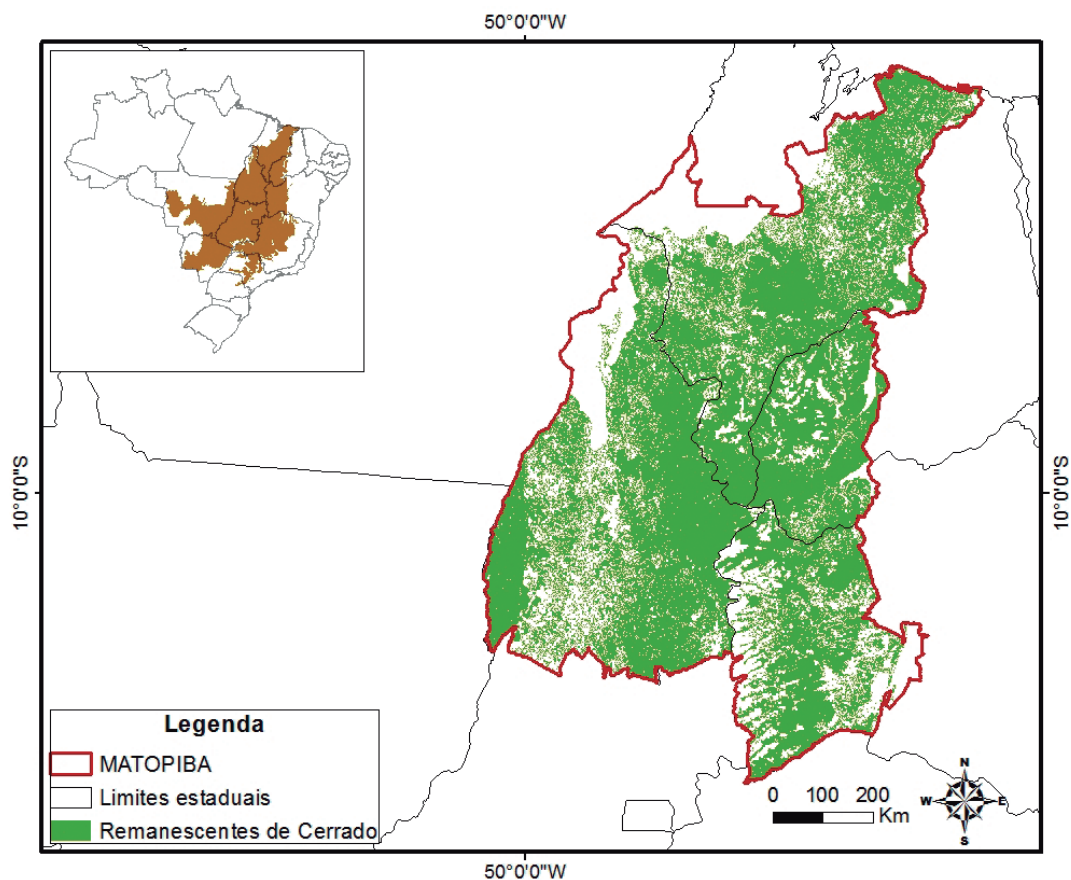 50°0'0"W
10°0'0"S
10°0'0"S
Legenda
MATOPIBA
Limites estaduais
Remanescentes de Cerrado
0 100 200
Km
N
W E
S
50°0'0"W